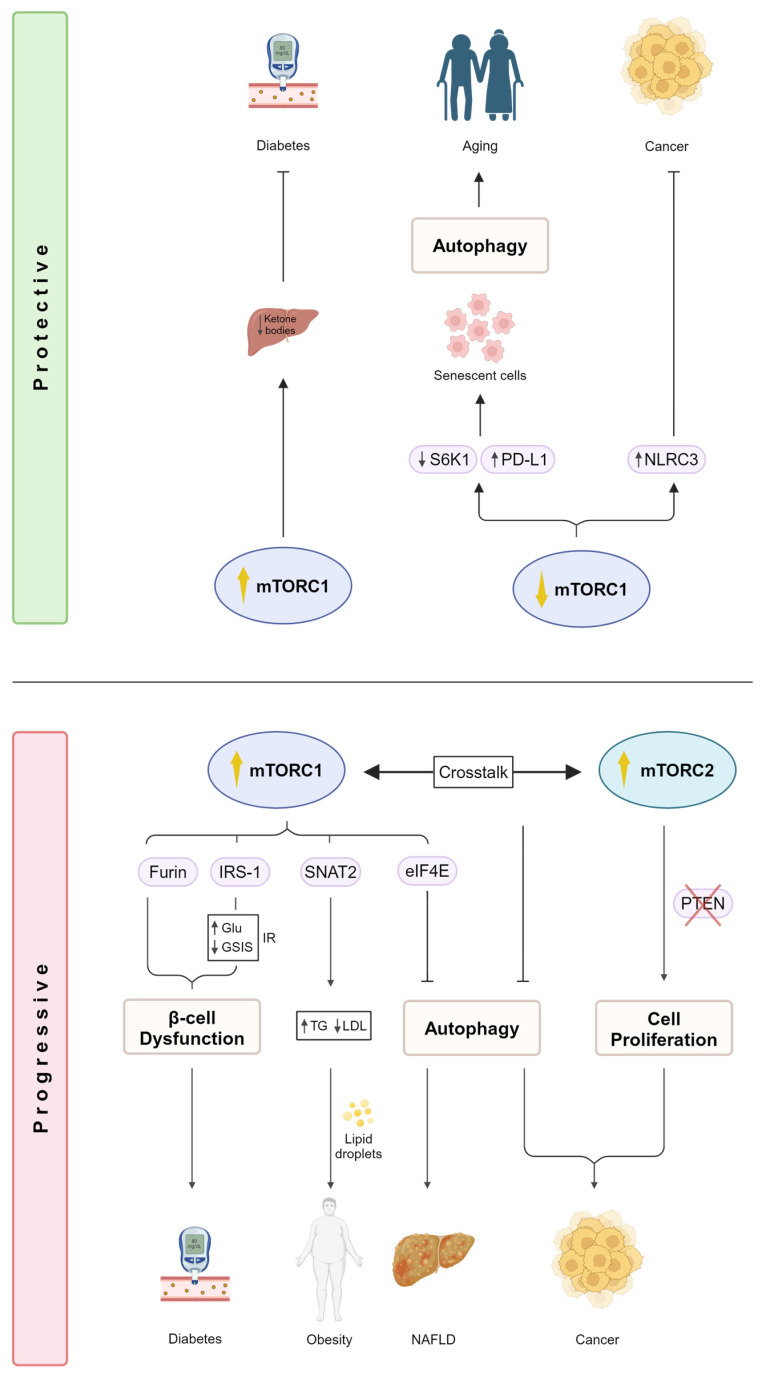 Protective
Diabetes
Aging
Cancer
Autophagy
↓ Ketone
bodies
Senescent cells
↓ S6K1
↑ PD-L1
↑ NLRC3
mTORC1
mTORC1
Progressive
mTORC1
Crosstalk
mTORC2
Furin
IRS-1
SNAT2
eIF4E
PTEN
↑ Glu
↓ GSIS
IR
β-cell
Dysfunction
↑ TG ↓ LDL
Autophagy
Cell
Proliferation
Lipid
droplets
Diabetes
Obesity
NAFLD
Cancer